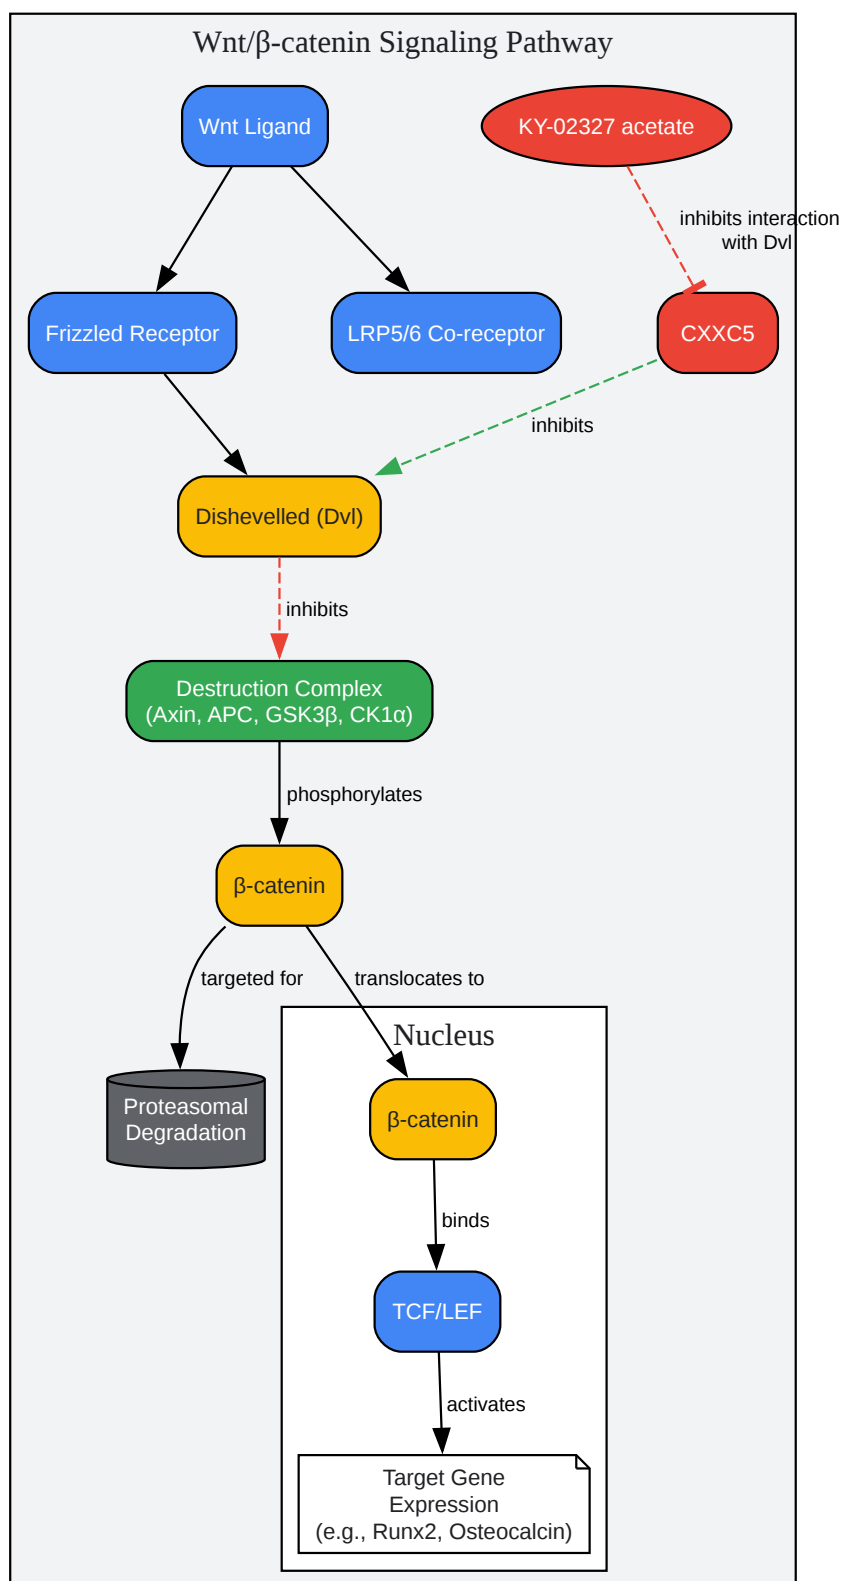 Wnt/β-catenin Signaling Pathway
Wnt Ligand
KY-02327 acetate
inhibits interaction
with Dvl
Frizzled Receptor
LRP5/6 Co-receptor
CXXC5
inhibits
Dishevelled (Dvl)
inhibits
Destruction Complex
(Axin, APC, GSK3β, CK1α)
phosphorylates
β-catenin
targeted for
translocates to
Nucleus
Proteasomal
Degradation
β-catenin
binds
TCF/LEF
activates
Target Gene
Expression
(e.g., Runx2, Osteocalcin)